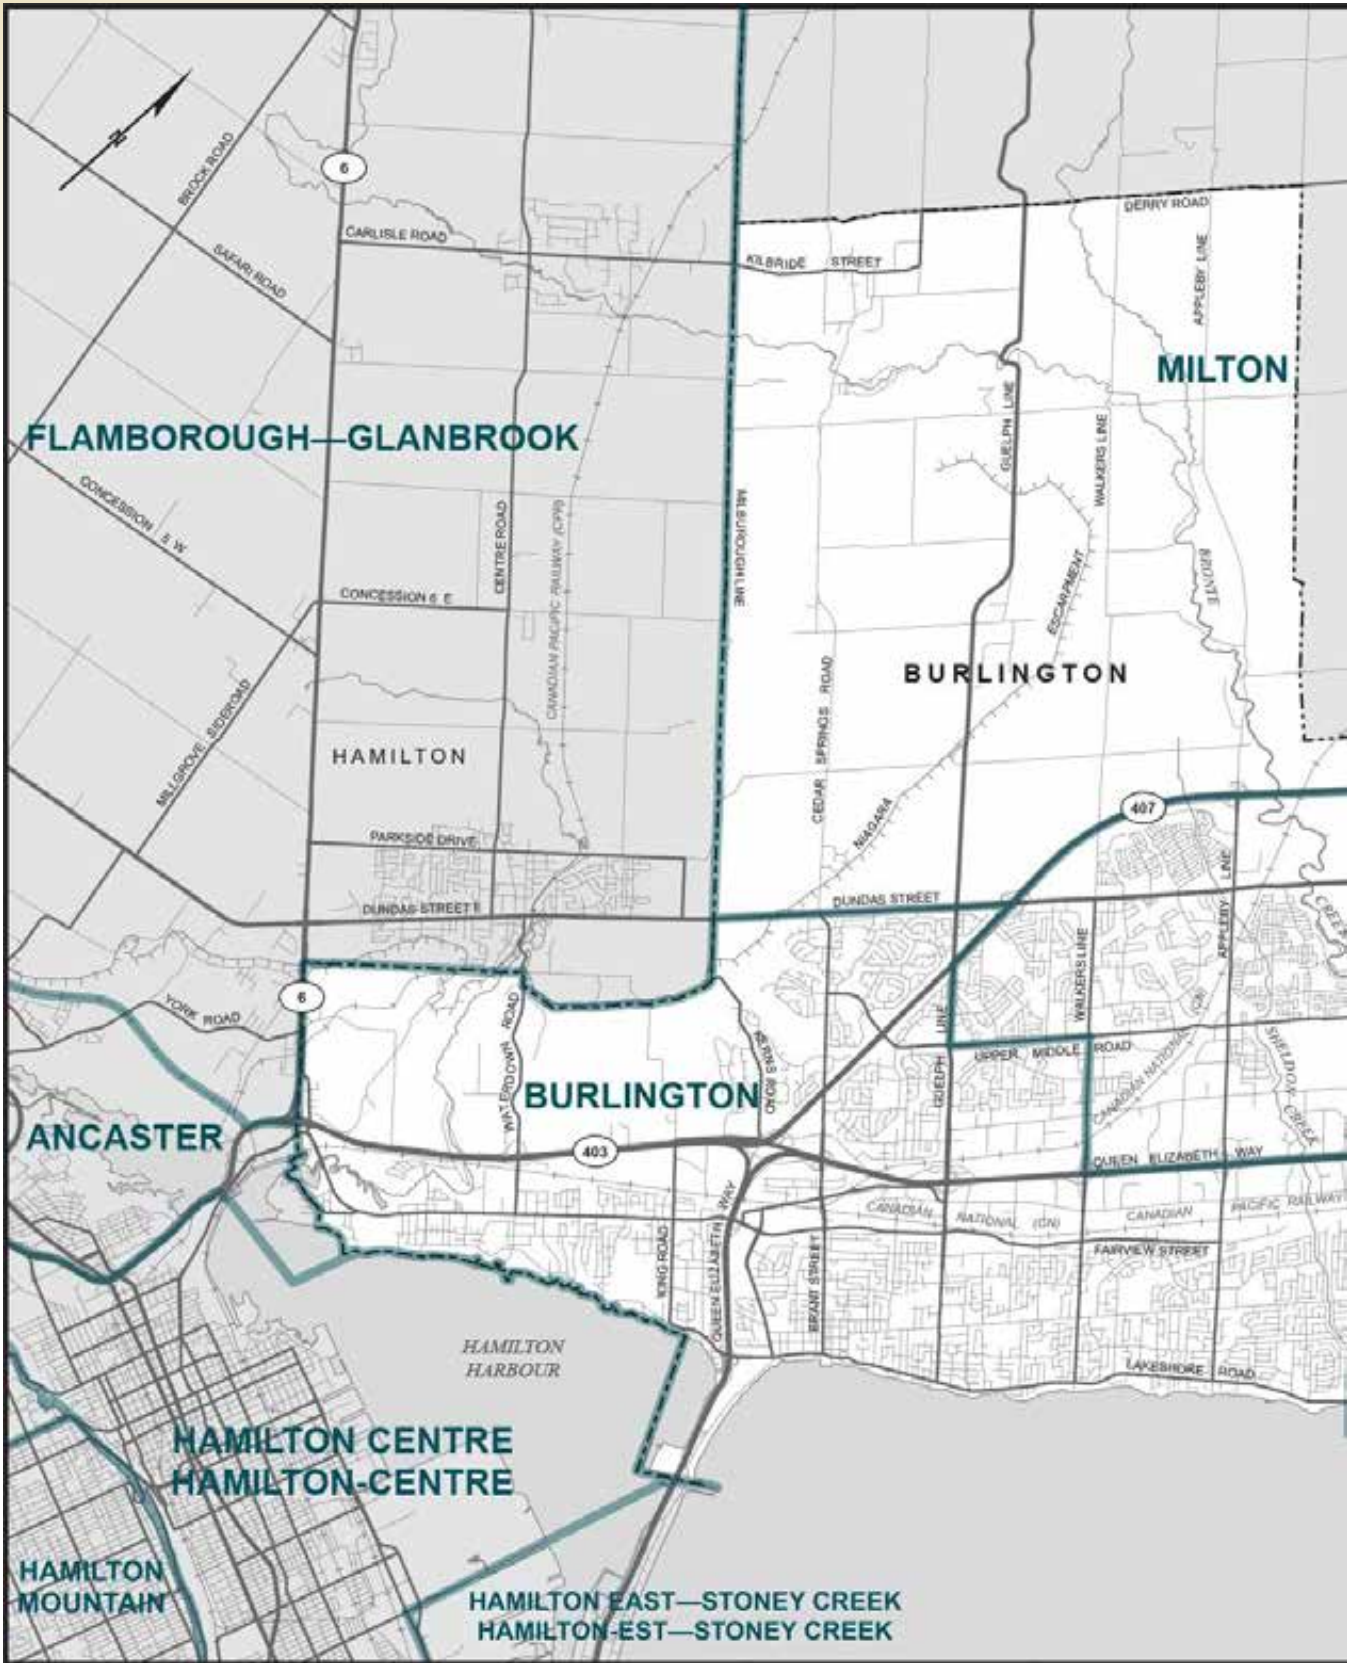 N
BROCK ROAD
6
SAFARI ROAD
CARLISLE ROAD
KILBRIDE STREET
DERRY ROAD
APPLEBY LINE
MILTON
FLAMBOROUGH—GLANBROOK
GUELPH LINE
WALKERS LINE
CONCESSION 5 W
CENTRE ROAD
CANADIAN PACIFIC RAILWAY (CPR)
MILBUROUGH LINE
CONCESSION 6 E
ESCARPMENT
BRONTE
BURLINGTON
MILLGROVE SIDEROAD
HAMILTON
CEDAR SPRINGS ROAD
NIAGARA
407
PARKSIDE DRIVE
DUNDAS STREET E
DUNDAS STREET
APPLEBY LINE
CREEK
WALKERS LINE
6
YORK ROAD
WATERDOWN ROAD
KERNS ROAD
GUELPH LINE
UPPER MIDDLE ROAD
CANADIAN NATIONAL (CN)
SHELDON CREEK
BURLINGTON
ANCASTER
403
QUEEN ELIZABETH WAY
CANADIAN NATIONAL (CN)
CANADIAN PACIFIC RAILWAY
FAIRVIEW STREET
KING ROAD
QUEEN ELIZABETH WAY
BRANT STREET
HAMILTON
HARBOUR
LAKESHORE ROAD
HAMILTON CENTRE
HAMILTON-CENTRE
HAMILTON
MOUNTAIN
HAMILTON EAST—STONEY CREEK
HAMILTON-EST—STONEY CREEK